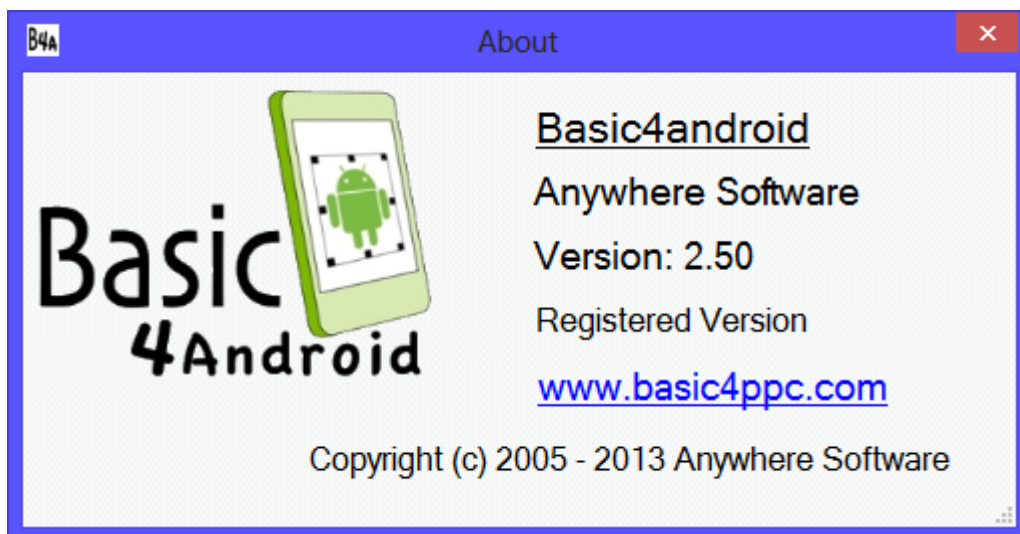 B4A
About
Basic
4Android
Basic4android
Anywhere Software
Version: 2.50
Registered Version
www.basic4ppc.com
Copyright (c) 2005 - 2013 Anywhere Software